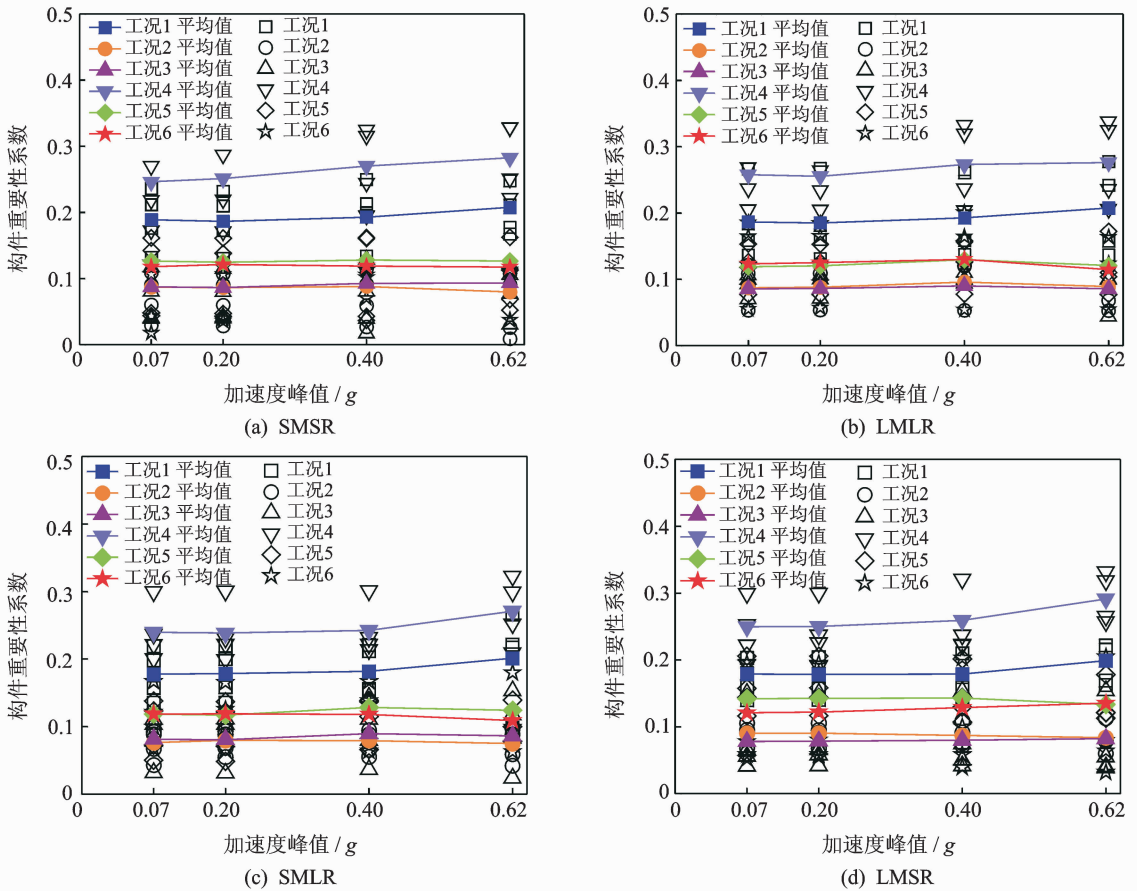 0.5
0.4
0.3
0.2
0.1
0
构件重要性系数
工况1 平均值 工况1
工况2 平均值 工况2
工况3 平均值 工况3
工况4 平均值 工况4
工况5 平均值 工况5
工况6 平均值 工况6
0 0.07 0.20 0.40 0.62
加速度峰值 / g
(a) SMSR
0.5
0.4
0.3
0.2
0.1
0
构件重要性系数
工况1 平均值 工况1
工况2 平均值 工况2
工况3 平均值 工况3
工况4 平均值 工况4
工况5 平均值 工况5
工况6 平均值 工况6
0 0.07 0.20 0.40 0.62
加速度峰值 / g
(b) LMLR
0.5
0.4
0.3
0.2
0.1
0
构件重要性系数
工况1 平均值 工况1
工况2 平均值 工况2
工况3 平均值 工况3
工况4 平均值 工况4
工况5 平均值 工况5
工况6 平均值 工况6
0 0.07 0.20 0.40 0.62
加速度峰值 / g
(c) SMLR
0.5
0.4
0.3
0.2
0.1
0
构件重要性系数
工况1 平均值 工况1
工况2 平均值 工况2
工况3 平均值 工况3
工况4 平均值 工况4
工况5 平均值 工况5
工况6 平均值 工况6
0 0.07 0.20 0.40 0.62
加速度峰值 / g
(d) LMSR